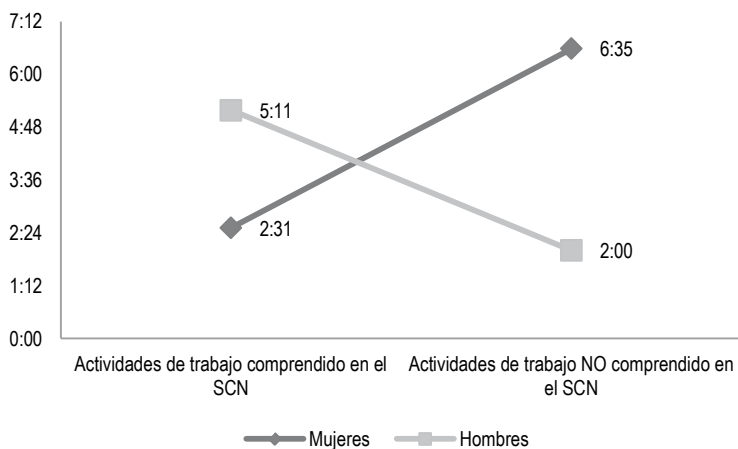 7:12
6:00
4:48
3:36
2:24
1:12
0:00
6:35
5:11
2:31
2:00
Actividades de trabajo comprendido en el
SCN
Actividades de trabajo NO comprendido en
el SCN
Mujeres
Hombres